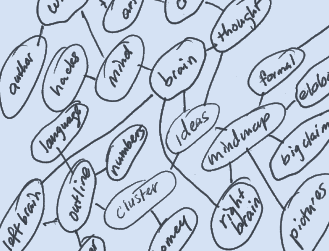 thought
author
hacks
mind
brain
formal
language
numbers
ideas
mindmap
big claim
left brain
outline
cluster
right
brain
pictures